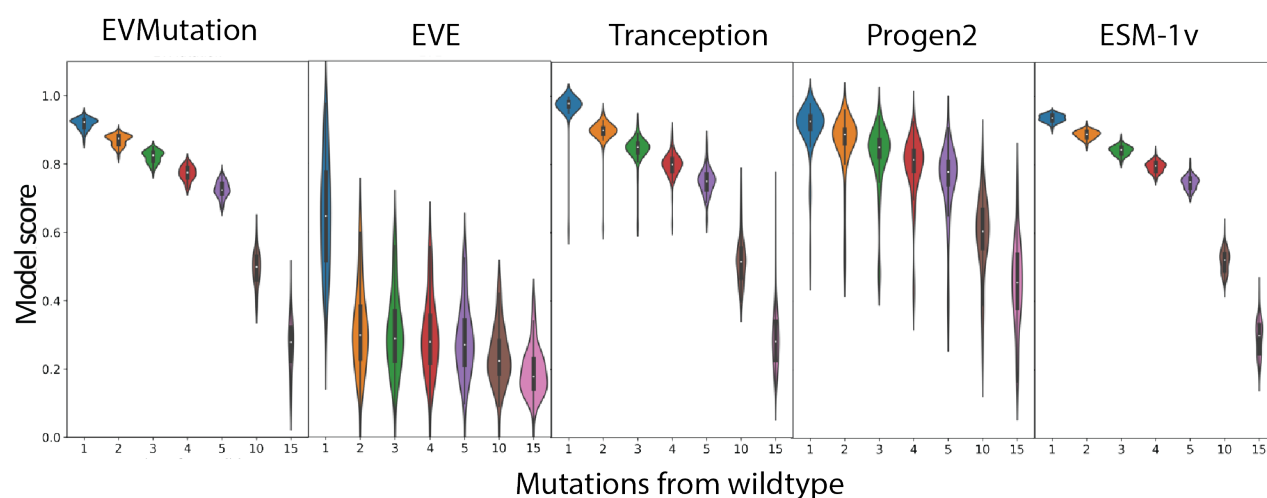 EVMutation EVE Tranception Progen2 ESM-1v
Model score
1.0
0.8
0.6
0.4
0.2
0.0
1 2 3 4 5 10 15 1 2 3 4 5 10 15 1 2 3 4 5 10 15 1 2 3 4 5 10 15 1 2 3 4 5 10 15
Mutations from wildtype